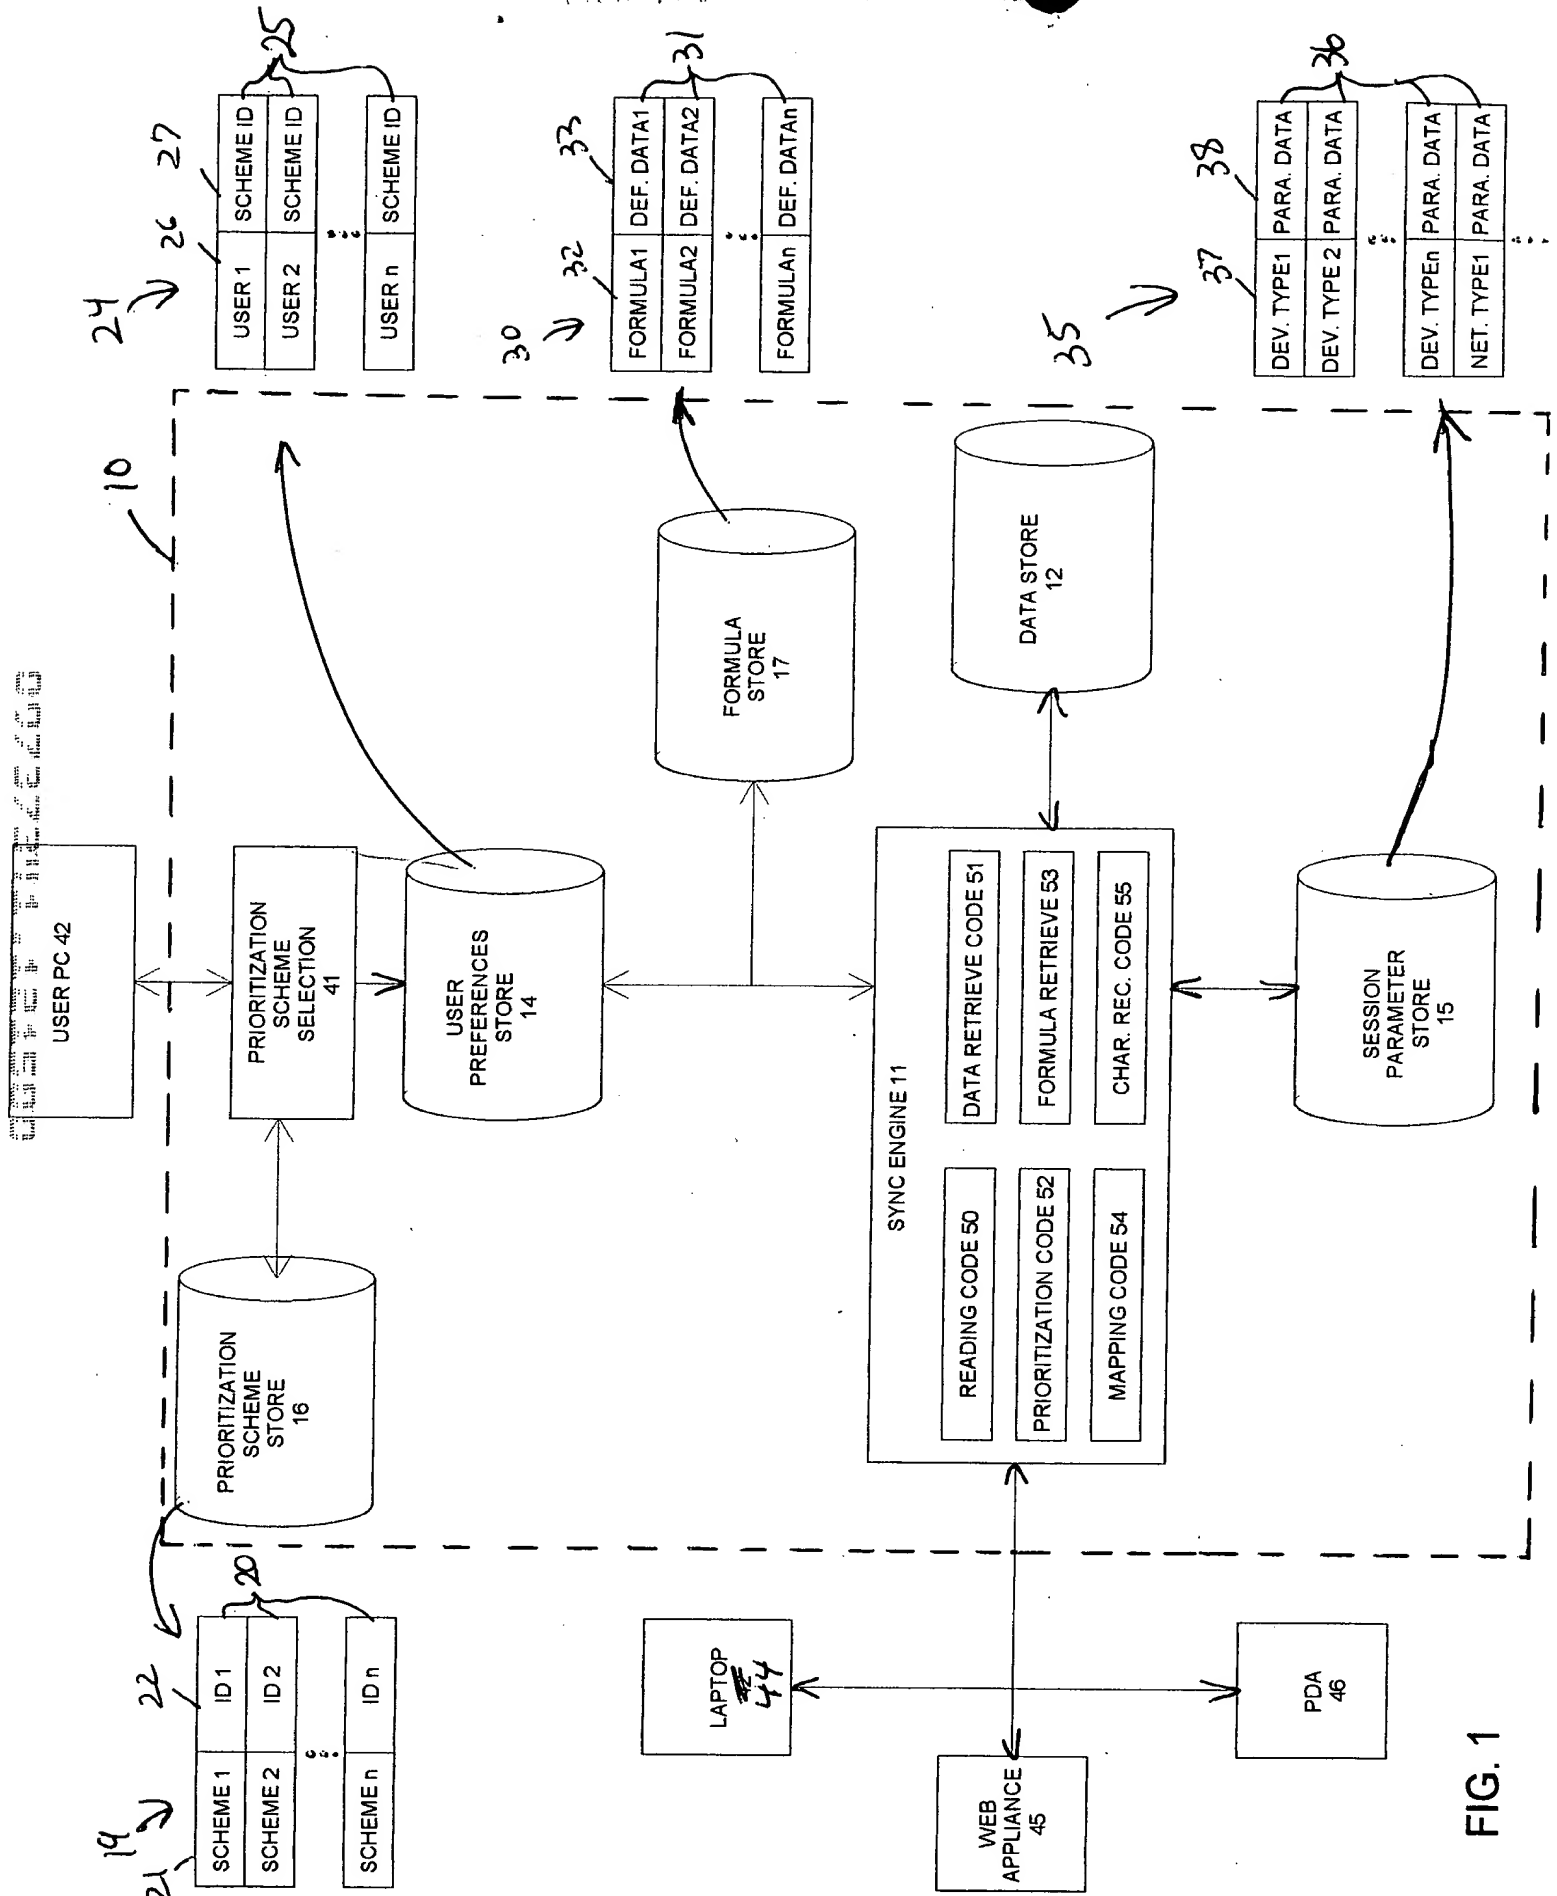 USER PC 42
10
19
21
22
SCHEME 1 ID 1
SCHEME 2 ID 2
SCHEME n ID n
20
PRIORITIZATION
SCHEME
STORE
16
PRIORITIZATION
SCHEME
SELECTION
41
24
26
27
USER 1 SCHEME ID
USER 2 SCHEME ID
USER n SCHEME ID
25
USER
PREFERENCES
STORE
14
30
32
33
FORMULA1 DEF. DATA1
FORMULA2 DEF. DATA2
FORMULAn DEF. DATAn
31
FORMULA
STORE
17
LAPTOP
44
WEB
APPLIANCE
45
PDA
46
SYNC ENGINE 11
READING CODE 50
DATA RETRIEVE CODE 51
PRIORITIZATION CODE 52
FORMULA RETRIEVE 53
MAPPING CODE 54
CHAR. REC. CODE 55
DATA STORE
12
35
37
38
DEV. TYPE1 PARA. DATA
DEV. TYPE 2 PARA. DATA
DEV. TYPEn PARA. DATA
NET. TYPE1 PARA. DATA
36
SESSION
PARAMETER
STORE
15
FIG. 1